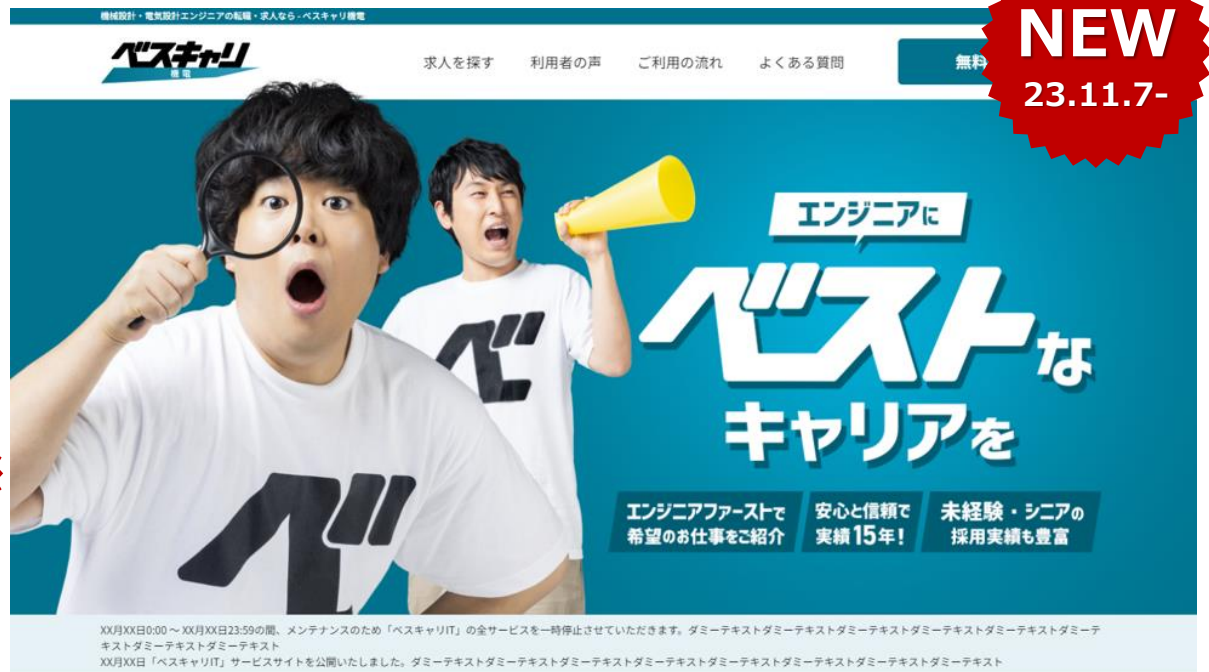 機械設計・電気設計エンジニアの転職・求人なら - ベスキャリ機電
ベスキャリ
機電
求人を探す 利用者の声 ご利用の流れ よくある質問 無料
NEW
23.11.7-
エンジニアに
ベストな
キャリアを
べ
べ
エンジニアファーストで
希望のお仕事をご紹介
安心と信頼で
実績15年!
未経験・シニアの
採用実績も豊富
XX月XX日0:00 ～ XX月XX日23:59の間、メンテナンスのため「ベスキャリIT」の全サービスを一時停止させていただきます。ダミーテキストダミーテキストダミーテキストダミーテキストダミーテキストダミーテキストダミーテ
キストダミーテキストダミーテキスト
XX月XX日「ベスキャリIT」サービスサイトを公開いたしました。ダミーテキストダミーテキストダミーテキストダミーテキストダミーテキストダミーテキストダミーテキストダミーテキスト